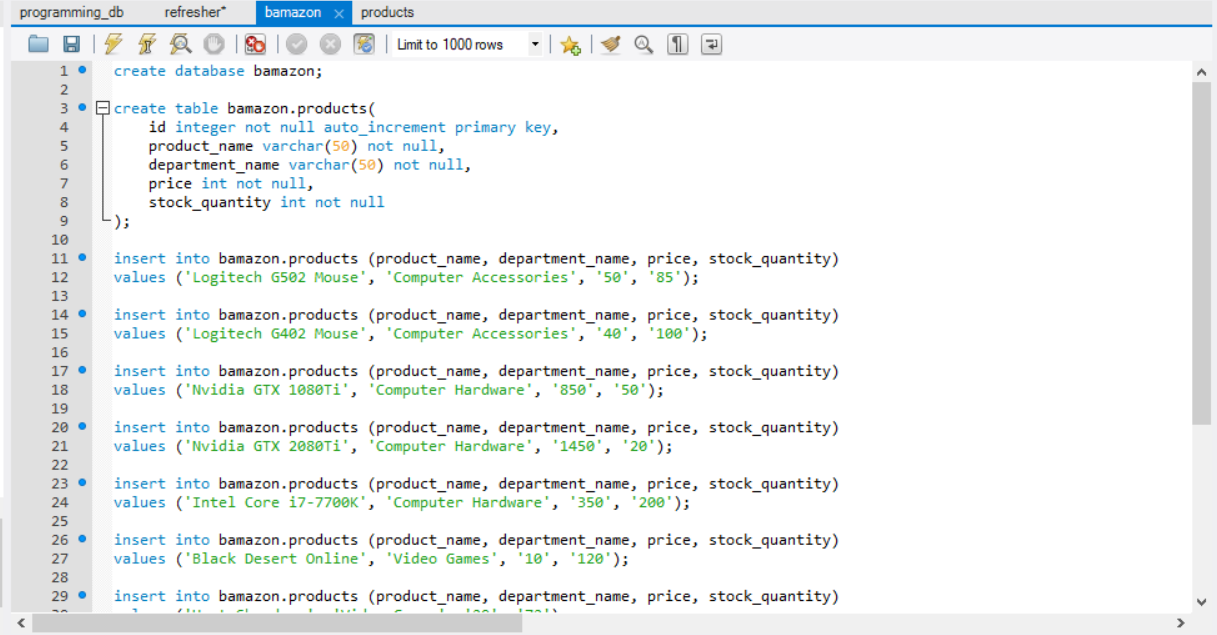 programming_db refresher* bamazon × products
Limit to 1000 rows
1 create database bamazon;
2
3 create table bamazon.products(
4 id integer not null auto_increment primary key,
5 product_name varchar(50) not null,
6 department_name varchar(50) not null,
7 price int not null,
8 stock_quantity int not null
9 );
10
11 insert into bamazon.products (product_name, department_name, price, stock_quantity)
12 values ('Logitech G502 Mouse', 'Computer Accessories', '50', '85');
13
14 insert into bamazon.products (product_name, department_name, price, stock_quantity)
15 values ('Logitech G402 Mouse', 'Computer Accessories', '40', '100');
16
17 insert into bamazon.products (product_name, department_name, price, stock_quantity)
18 values ('Nvidia GTX 1080Ti', 'Computer Hardware', '850', '50');
19
20 insert into bamazon.products (product_name, department_name, price, stock_quantity)
21 values ('Nvidia GTX 2080Ti', 'Computer Hardware', '1450', '20');
22
23 insert into bamazon.products (product_name, department_name, price, stock_quantity)
24 values ('Intel Core i7-7700K', 'Computer Hardware', '350', '200');
25
26 insert into bamazon.products (product_name, department_name, price, stock_quantity)
27 values ('Black Desert Online', 'Video Games', '10', '120');
28
29 insert into bamazon.products (product_name, department_name, price, stock_quantity)